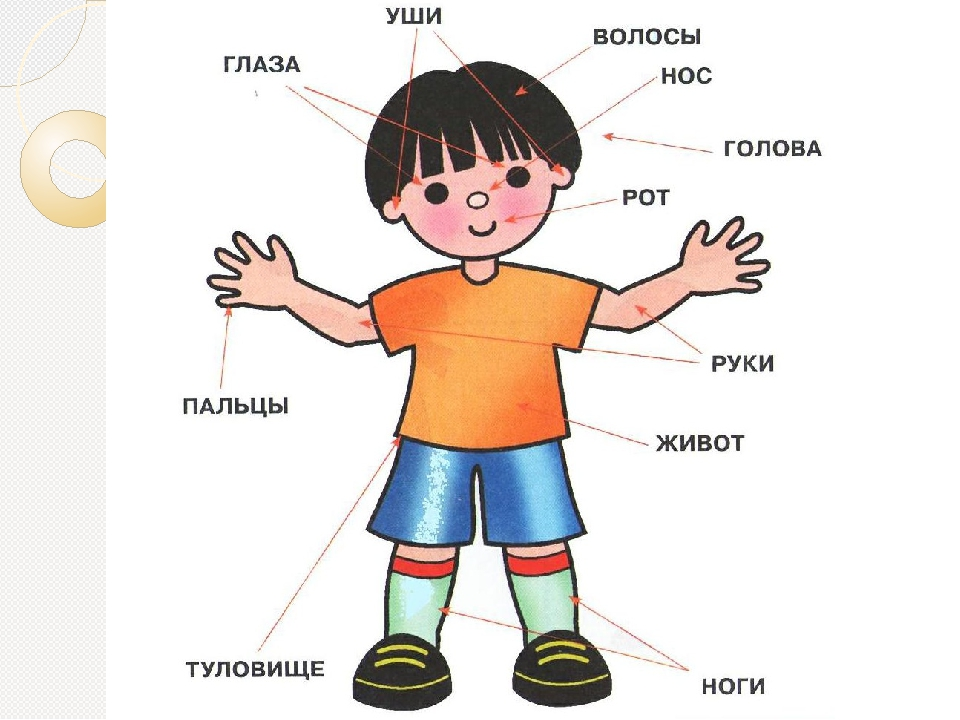 УШИ
ВОЛОСЫ
ГЛАЗА
НОС
ГОЛОВА
РОТ
РУКИ
ПАЛЬЦЫ
ЖИВОТ
ТУЛОВИЩЕ
НОГИ